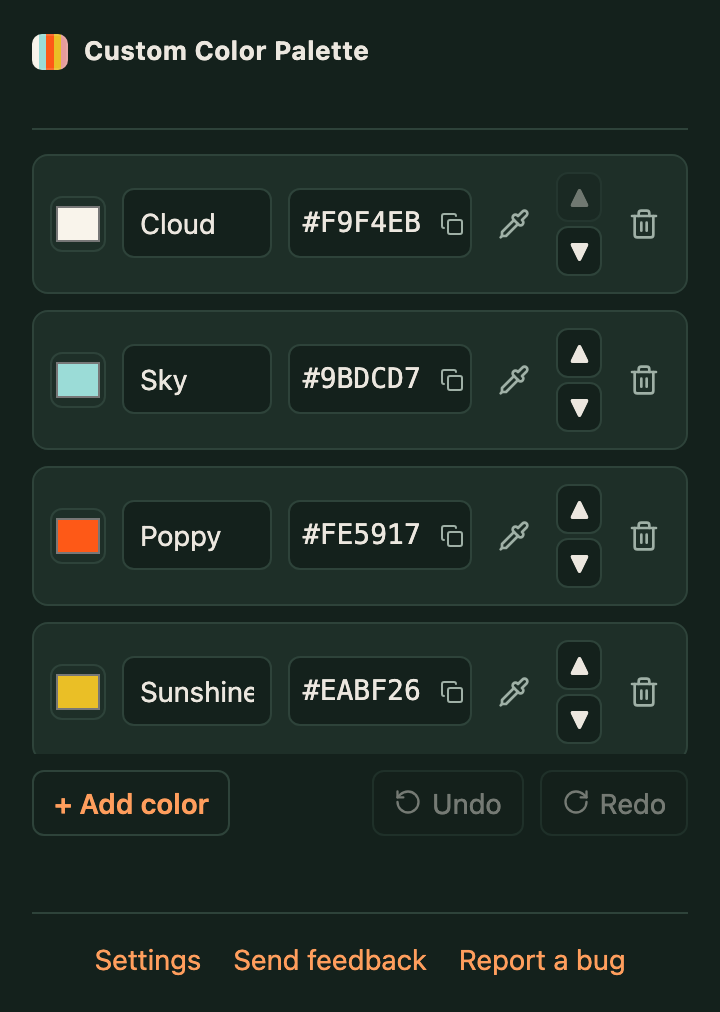 Custom Color Palette
Cloud #F9F4EB
Sky #9BDCD7
Poppy #FE5917
Sunshine #EABF26
+ Add color Undo Redo
Settings Send feedback Report a bug